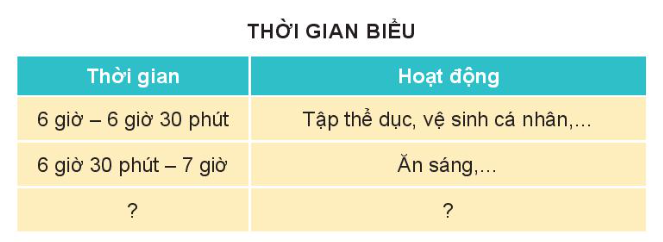 THỜI GIAN BIỂU
Thời gian Hoạt động
6 giờ – 6 giờ 30 phút Tập thể dục, vệ sinh cá nhân,...
6 giờ 30 phút – 7 giờ Ăn sáng,...
? ?